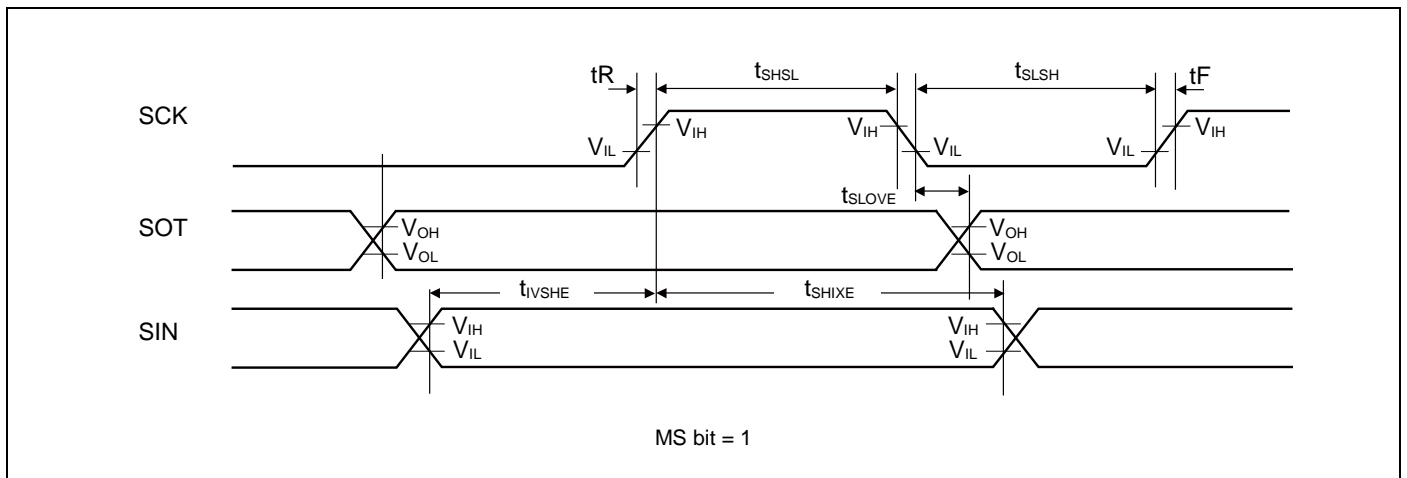 tR tSHSL tSLSH tF
SCK
VIH VIH VIH
VIL VIL VIL
tSLOVE
SOT
VOH VOH
VOL VOL
tIVSHE tSHIXE
SIN
VIH VIH
VIL VIL
MS bit = 1